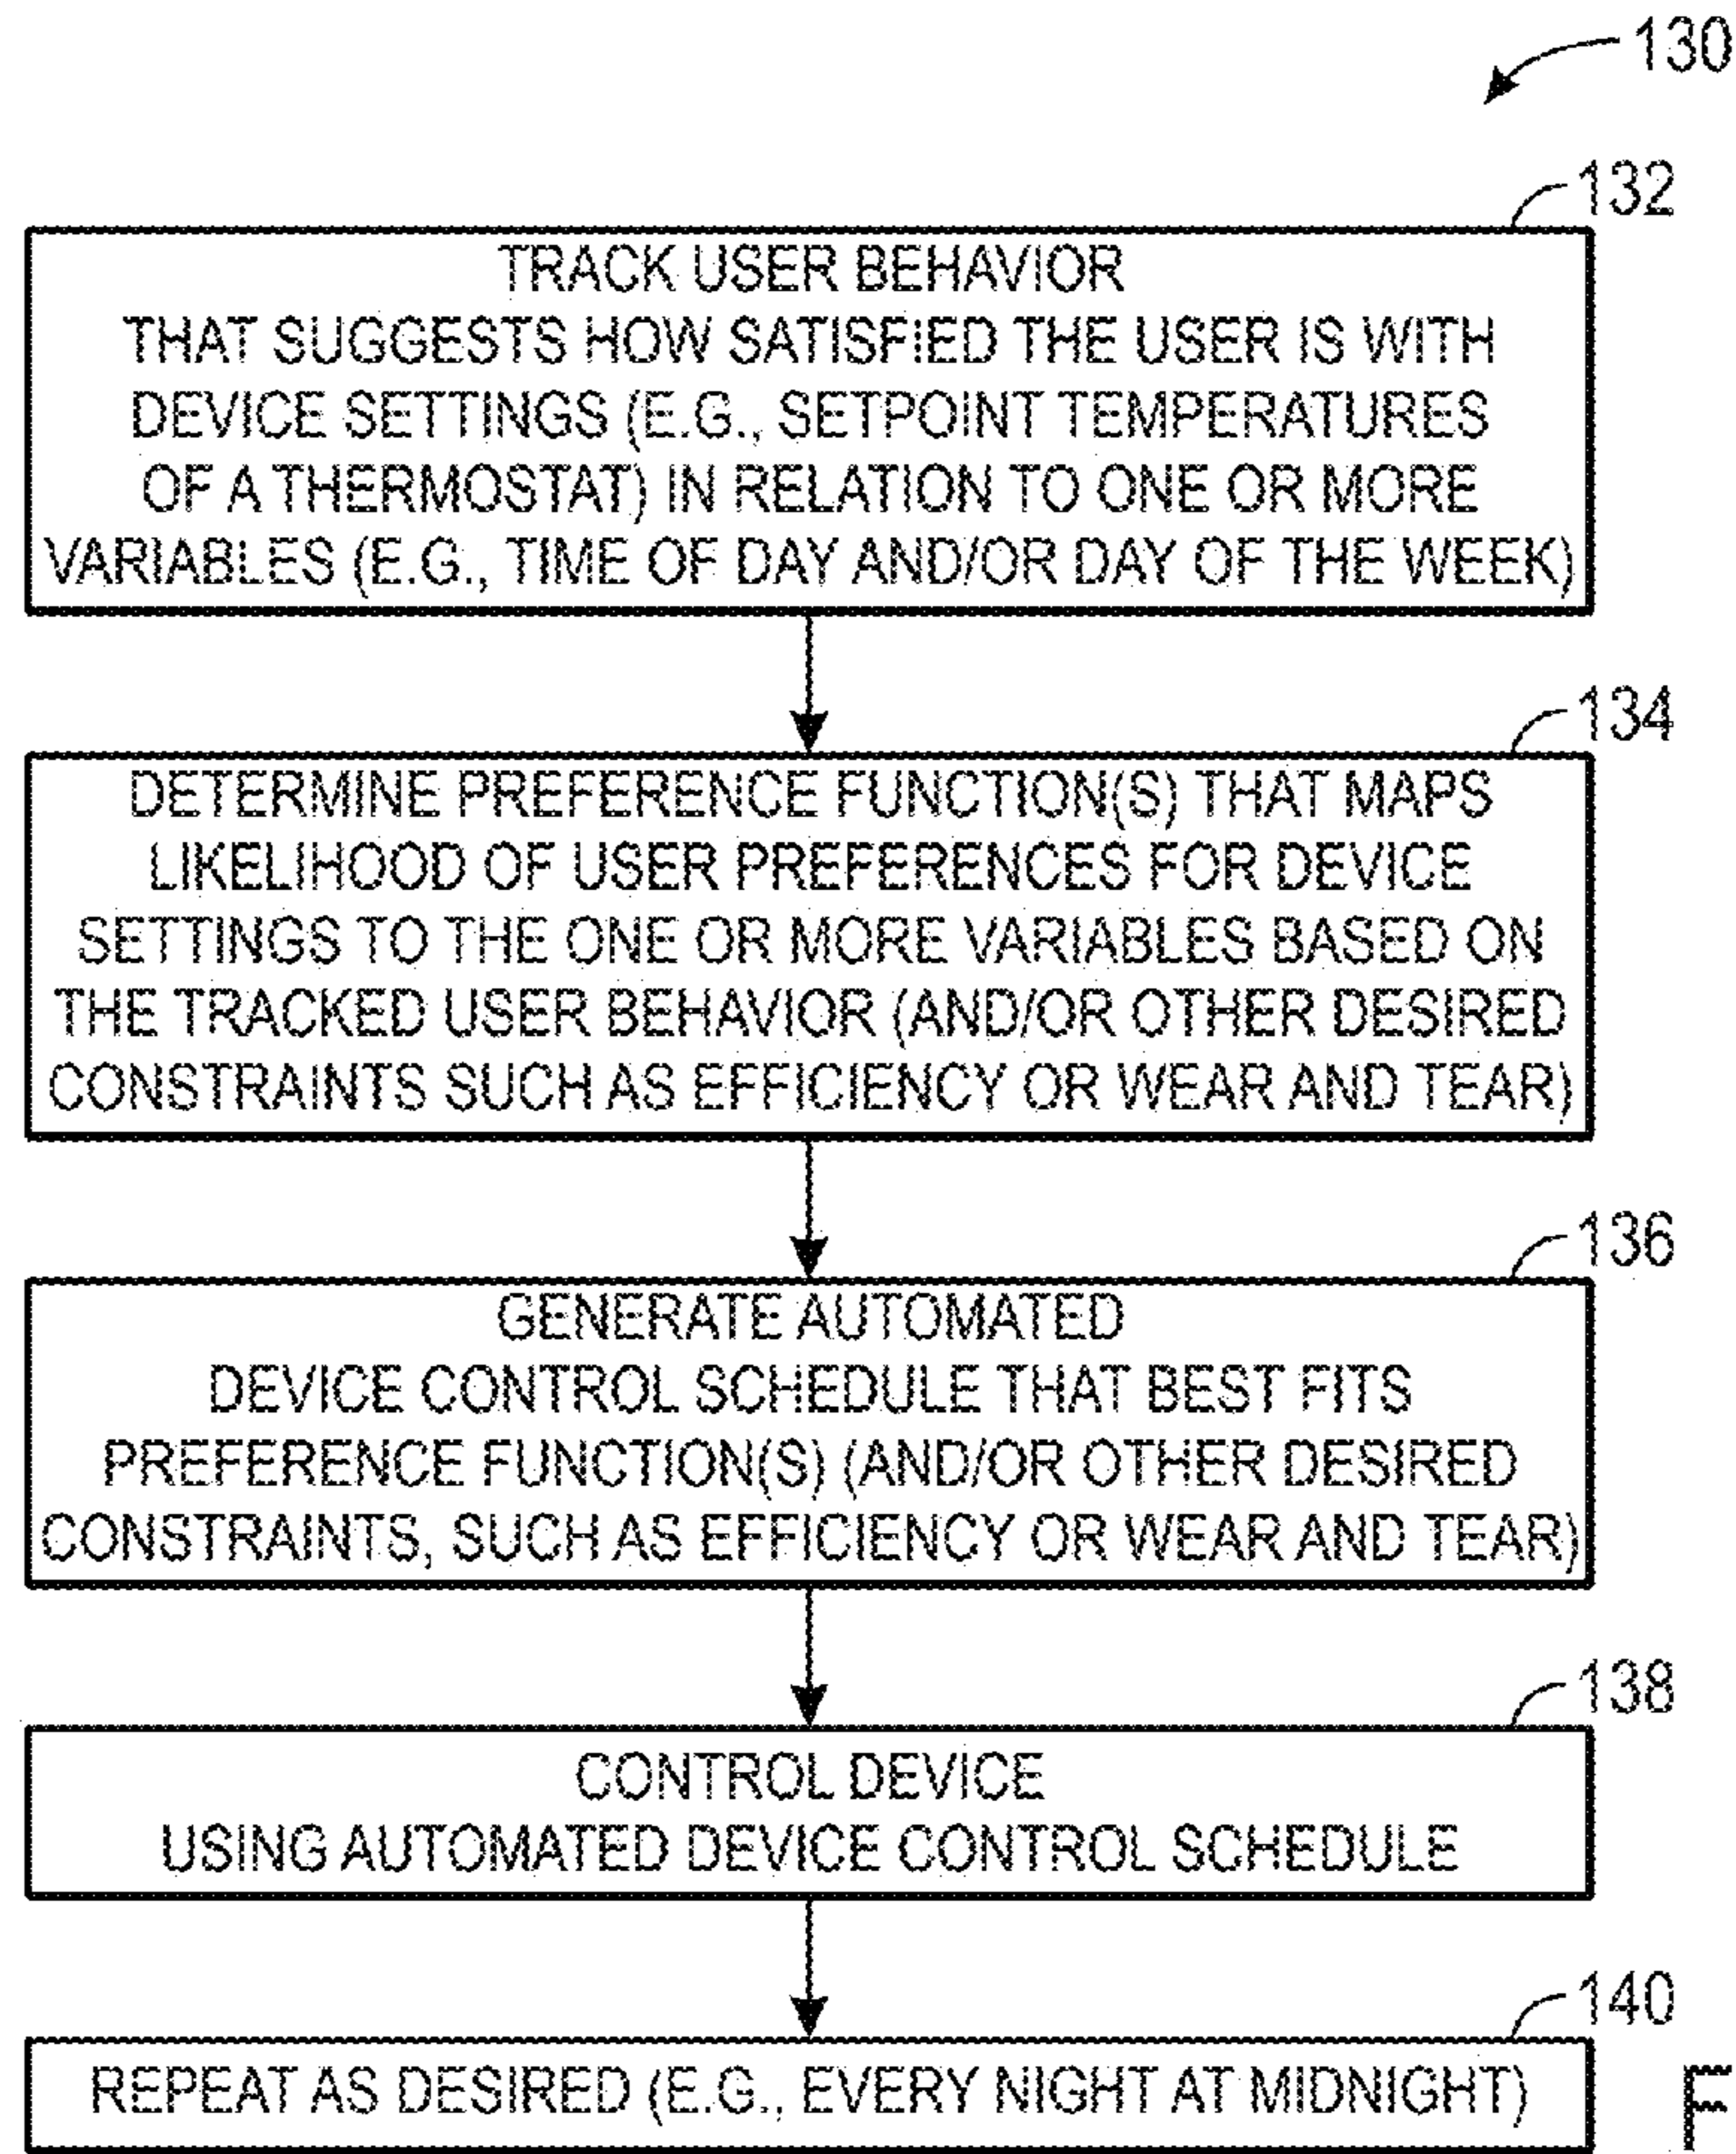 130
132
TRACK USER BEHAVIOR
THAT SUGGESTS HOW SATISFIED THE USER IS WITH
DEVICE SETTINGS (E.G., SETPOINT TEMPERATURES
OF A THERMOSTAT) IN RELATION TO ONE OR MORE
VARIABLES (E.G., TIME OF DAY AND/OR DAY OF THE WEEK)
134
DETERMINE PREFERENCE FUNCTION(S) THAT MAPS
LIKELIHOOD OF USER PREFERENCES FOR DEVICE
SETTINGS TO THE ONE OR MORE VARIABLES BASED ON
THE TRACKED USER BEHAVIOR (AND/OR OTHER DESIRED
CONSTRAINTS SUCH AS EFFICIENCY OR WEAR AND TEAR)
136
GENERATE AUTOMATED
DEVICE CONTROL SCHEDULE THAT BEST FITS
PREFERENCE FUNCTION(S) (AND/OR OTHER DESIRED
CONSTRAINTS, SUCH AS EFFICIENCY OR WEAR AND TEAR)
138
CONTROL DEVICE
USING AUTOMATED DEVICE CONTROL SCHEDULE
140
REPEAT AS DESIRED (E.G., EVERY NIGHT AT MIDNIGHT)